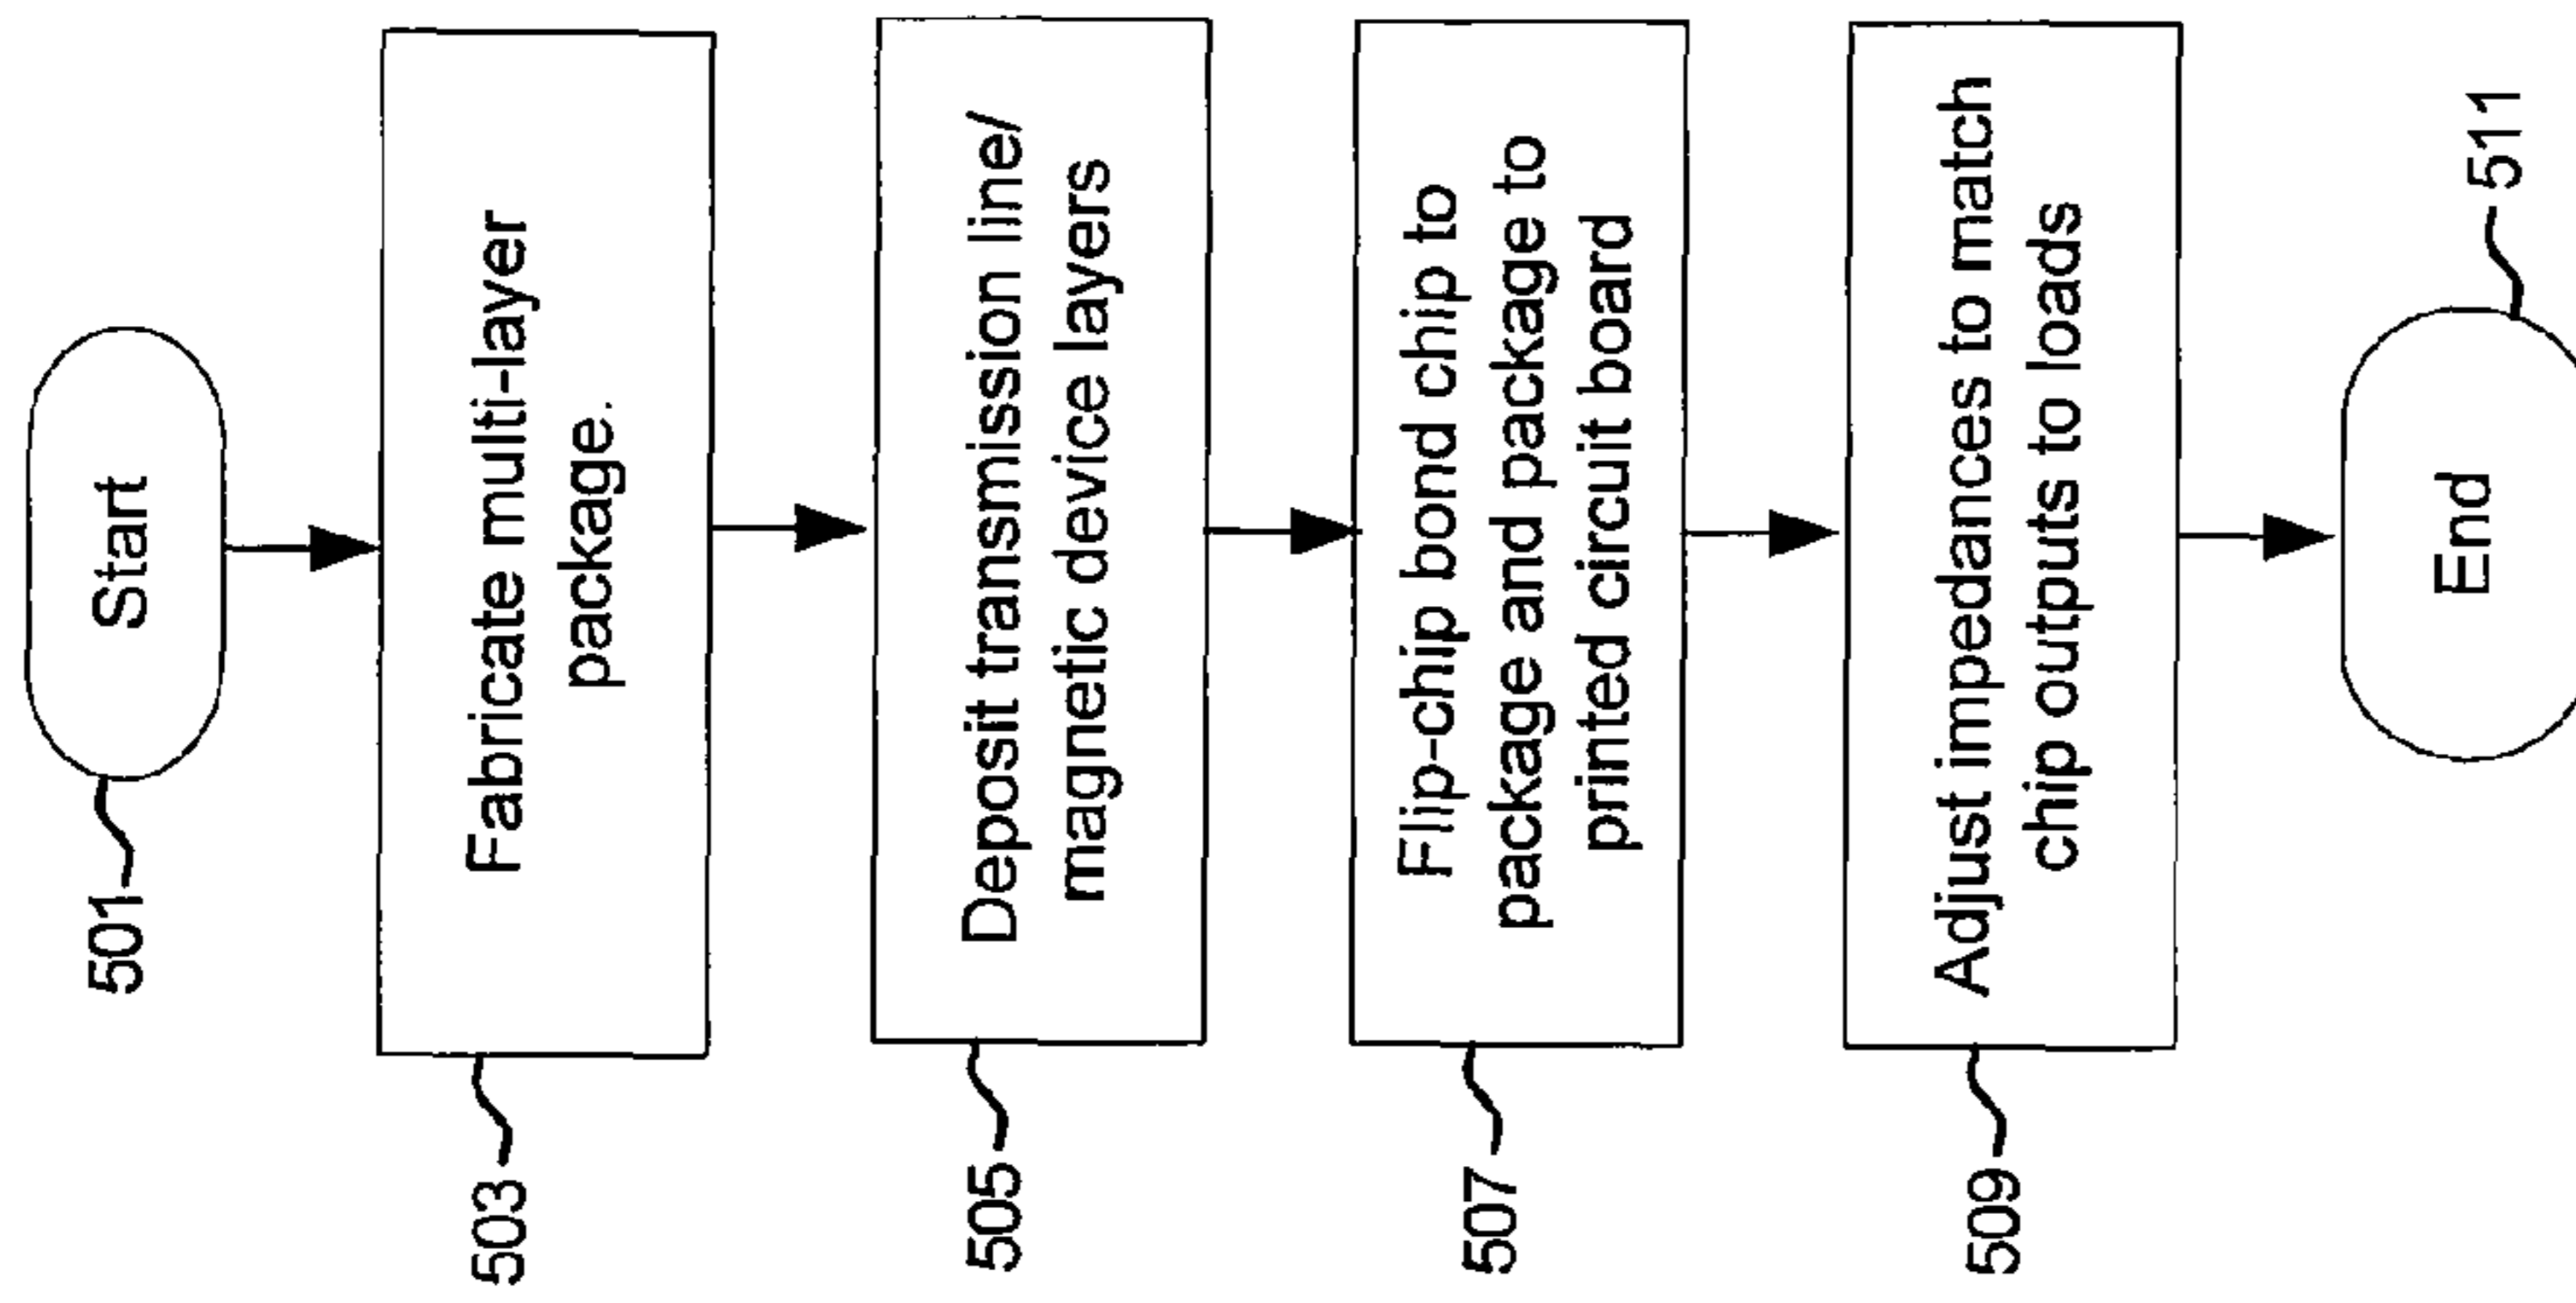 501
Start
503
Fabricate multi-layer
package.
505
Deposit transmission line/
magnetic device layers
507
Flip-chip bond chip to
package and package to
printed circuit board
509
Adjust impedances to match
chip outputs to loads
End
511